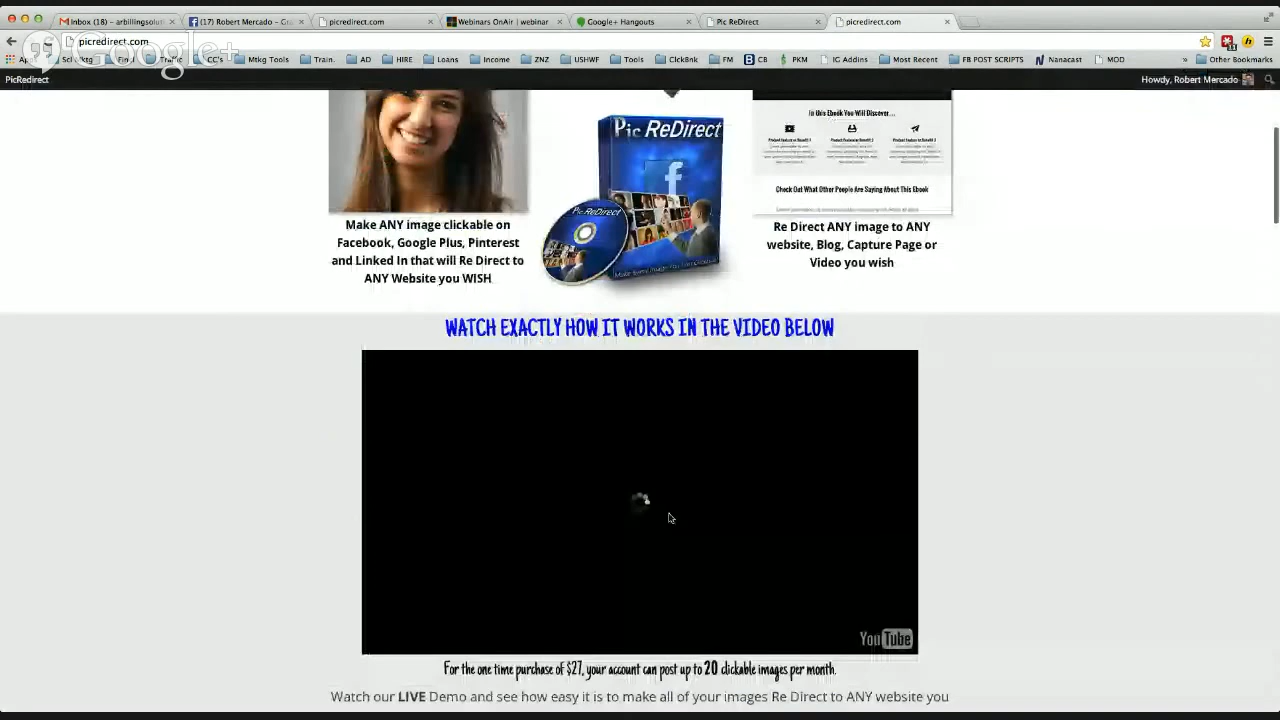 Inbox (18) - arbillingsoluti
(17) Robert Mercado - Gr
picredirect.com
Webinars OnAir | webinar
Google+ Hangouts
Pic ReDirect
picredirect.com
picredirect.com
Google+
CC's
Mtkg Tools
Train.
AD
HIRE
Loans
Income
ZNZ
USHWF
Tools
ClckBnk
FM
CB
PKM
IG Addins
Most Recent
FB POST SCRIPTS
Nanacast
MOD
»
Other Bookmarks
PicRedirect
Howdy, Robert Mercado
Pic ReDirect
PicReDirect
In this Ebook You Will Discover...
Check Out What Other People Are Saying About This Ebook
Make ANY image clickable on
Facebook, Google Plus, Pinterest
and Linked In that will Re Direct to
ANY Website you WISH
Re Direct ANY image to ANY
website, Blog, Capture Page or
Video you wish
WATCH EXACTLY HOW IT WORKS IN THE VIDEO BELOW
YouTube
For the one time purchase of $27, your account can post up to 20 clickable images per month.
Watch our LIVE Demo and see how easy it is to make all of your images Re Direct to ANY website you